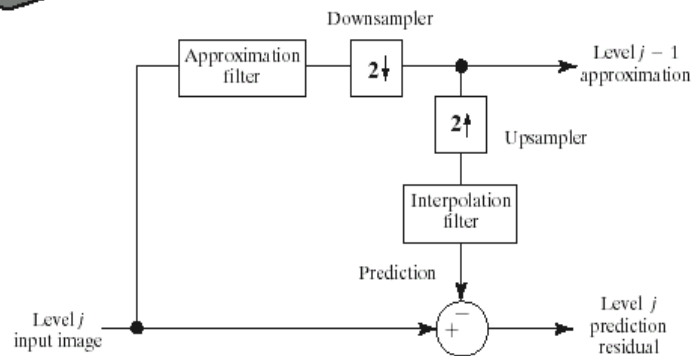 Downsampler
Approximation
filter
2↓
Level j − 1
approximation
2↑
Upsampler
Interpolation
filter
Prediction
−
+
Level j
input image
Level j
prediction
residual